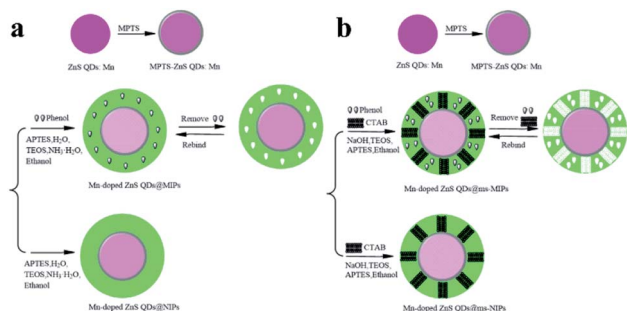 a
MPTS
ZnS QDs: Mn
MPTS-ZnS QDs: Mn
Phenol
APTES,H₂O,
TEOS,NH₃·H₂O,
Ethanol
Remove
Rebind
Mn-doped ZnS QDs@MIPs
APTES,H₂O,
TEOS,NH₃·H₂O,
Ethanol
Mn-doped ZnS QDs@NIPs
b
MPTS
ZnS QDs: Mn
MPTS-ZnS QDs: Mn
Phenol
CTAB
NaOH,TEOS,
APTES,Ethanol
Remove
Rebind
Mn-doped ZnS QDs@ms-MIPs
CTAB
NaOH,TEOS,
APTES,Ethanol
Mn-doped ZnS QDs@ms-NIPs